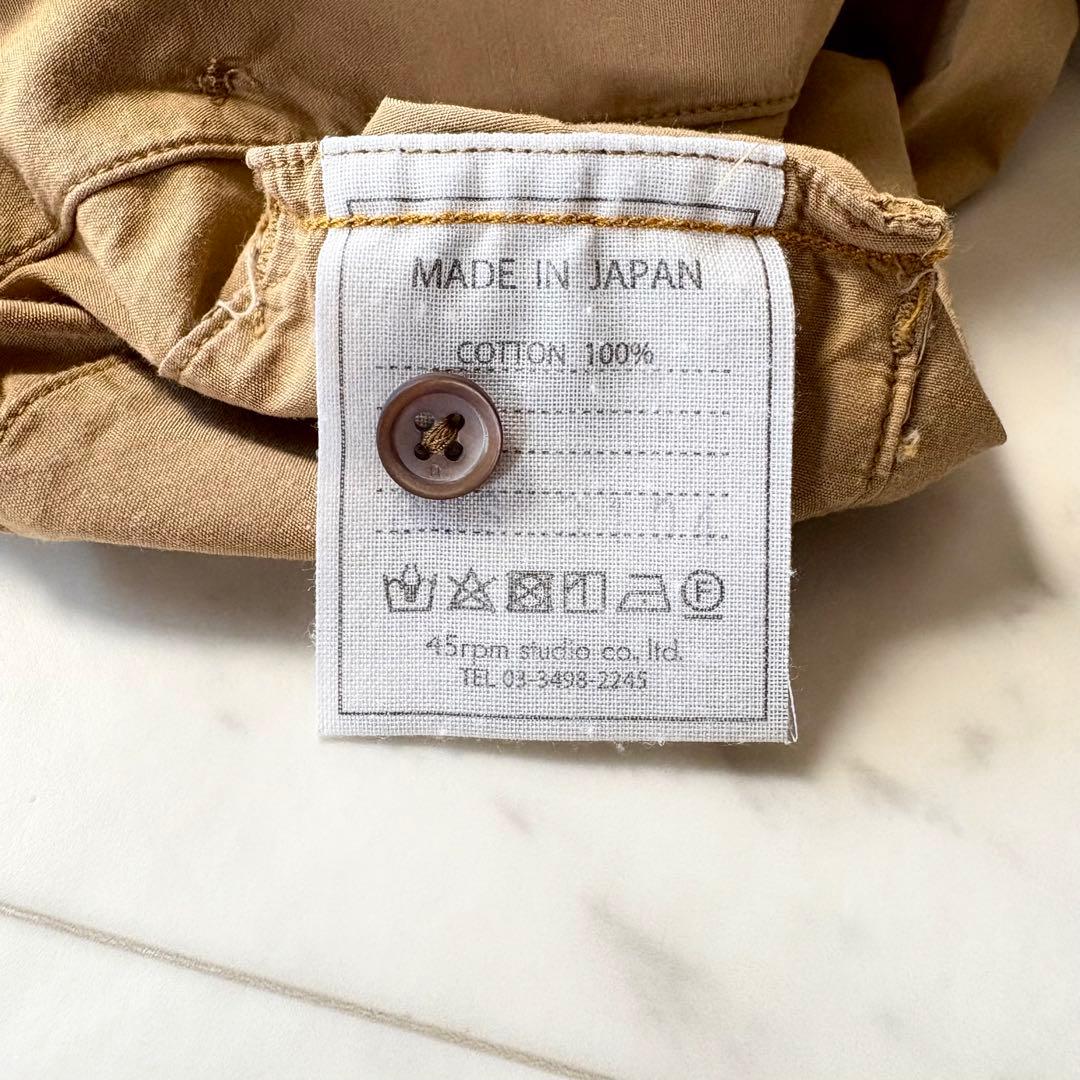 MADE IN JAPAN
COTTON 100%
F
45rpm studio co., ltd.
TEL 03-3498-2245